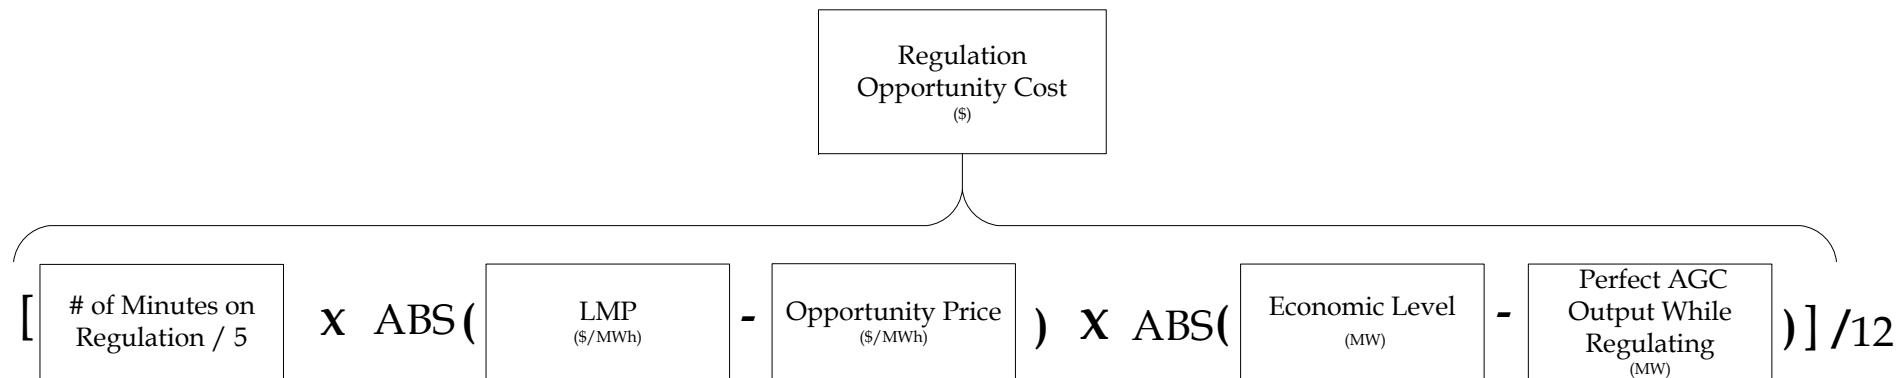 Regulation
Opportunity Cost
($)
[ # of Minutes on
Regulation / 5
X ABS(
LMP
($/MWh)
-
Opportunity Price
($/MWh)
) X ABS(
Economic Level
(MW)
-
Perfect AGC
Output While
Regulating
(MW)
) ] /12